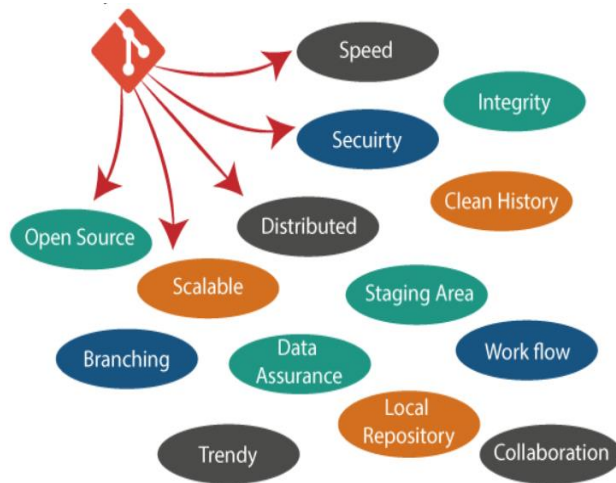 Speed
Integrity
Secuirty
Clean History
Distributed
Open Source
Scalable
Staging Area
Branching
Data
Assurance
Work flow
Local
Repository
Trendy
Collaboration